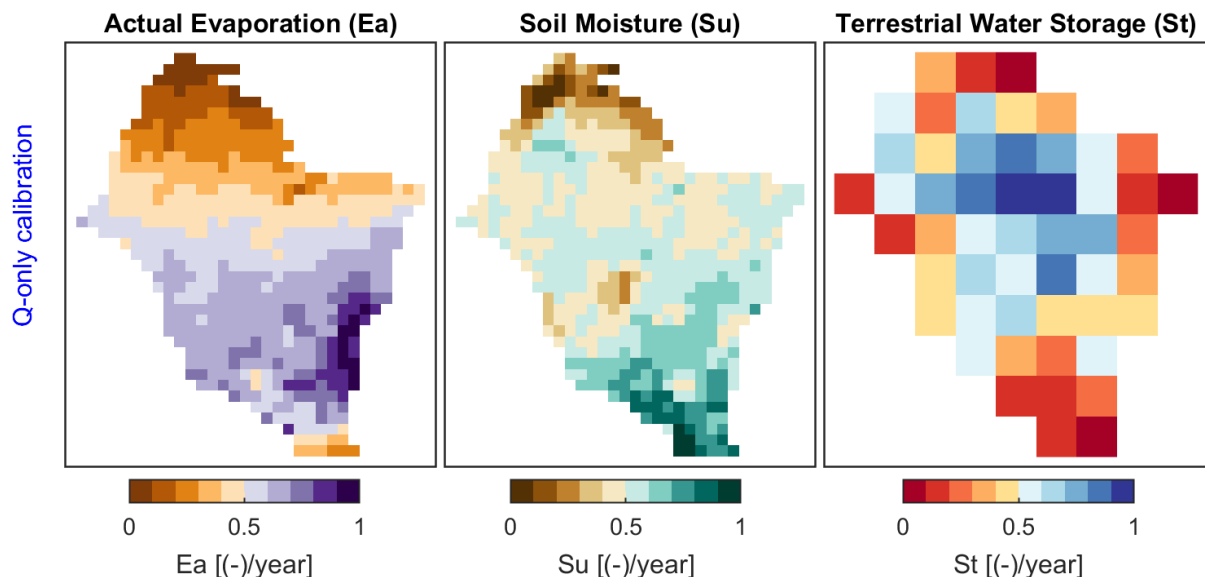 Actual Evaporation (Ea)
Soil Moisture (Su)
Terrestrial Water Storage (St)
Q-only calibration
0 0.5 1
Ea [(-)/year]
0 0.5 1
Su [(-)/year]
0 0.5 1
St [(-)/year]